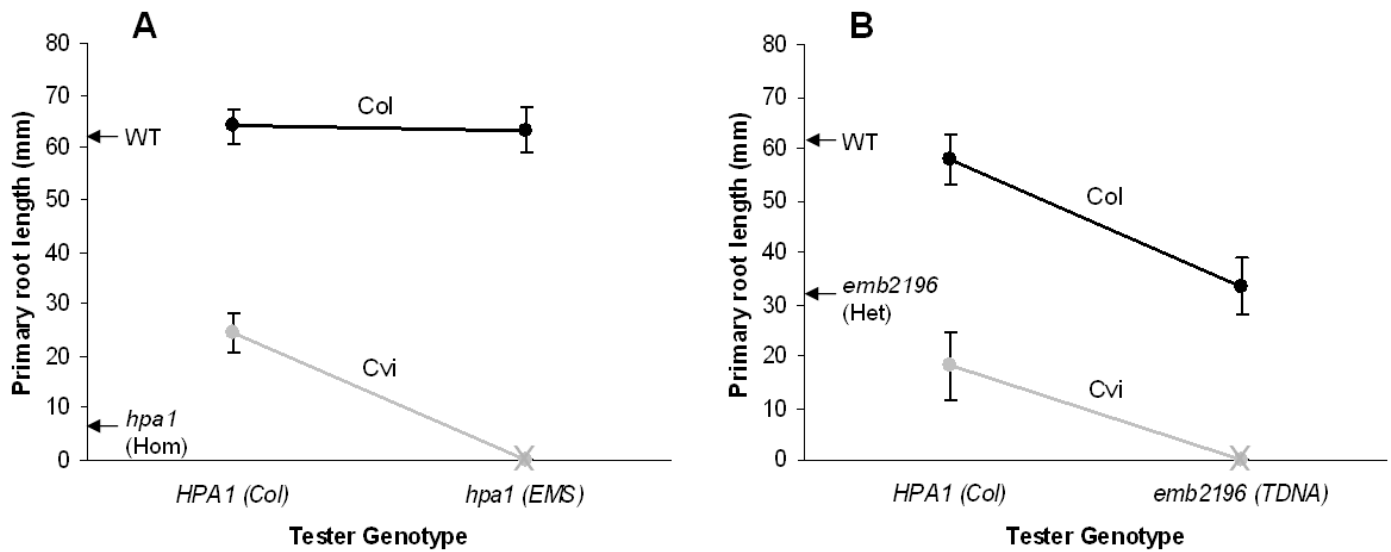 A
Primary root length (mm)
80
70
60
50
40
30
20
10
0
WT
hpa1
(Hom)
Col
Cvi
HPA1 (Col)
hpa1 (EMS)
Tester Genotype
B
Primary root length (mm)
80
70
60
50
40
30
20
10
0
WT
emb2196
(Het)
Col
Cvi
HPA1 (Col)
emb2196 (TDNA)
Tester Genotype